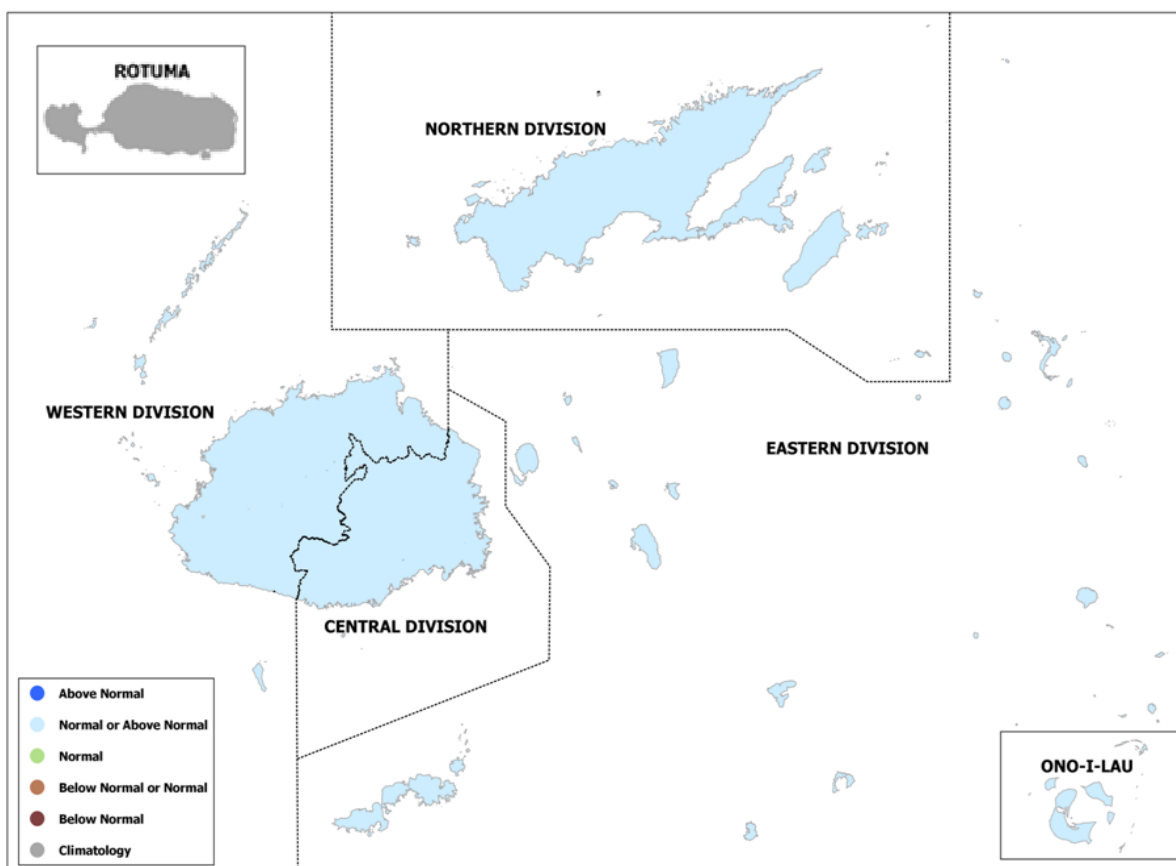 ROTUMA
NORTHERN DIVISION
WESTERN DIVISION
EASTERN DIVISION
CENTRAL DIVISION
Above Normal
Normal or Above Normal
Normal
Below Normal or Normal
Below Normal
Climatology
ONO-I-LAU